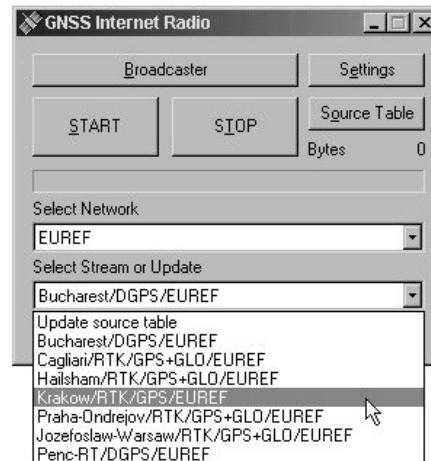 GNSS Internet Radio
Broadcaster
Settings
START
STOP
Source Table
Bytes 0
Select Network
EUREF
Select Stream or Update
Bucharest/DGPS/EUREF
Update source table
Bucharest/DGPS/EUREF
Cagliari/RTK/GPS+GLO/EUREF
Hailsham/RTK/GPS+GLO/EUREF
Krakow/RTK/GPS/EUREF
Praha-Ondrejov/RTK/GPS+GLO/EUREF
Jozefoslaw-Warsaw/RTK/GPS+GLO/EUREF
Penc-RT/DGPS/EUREF